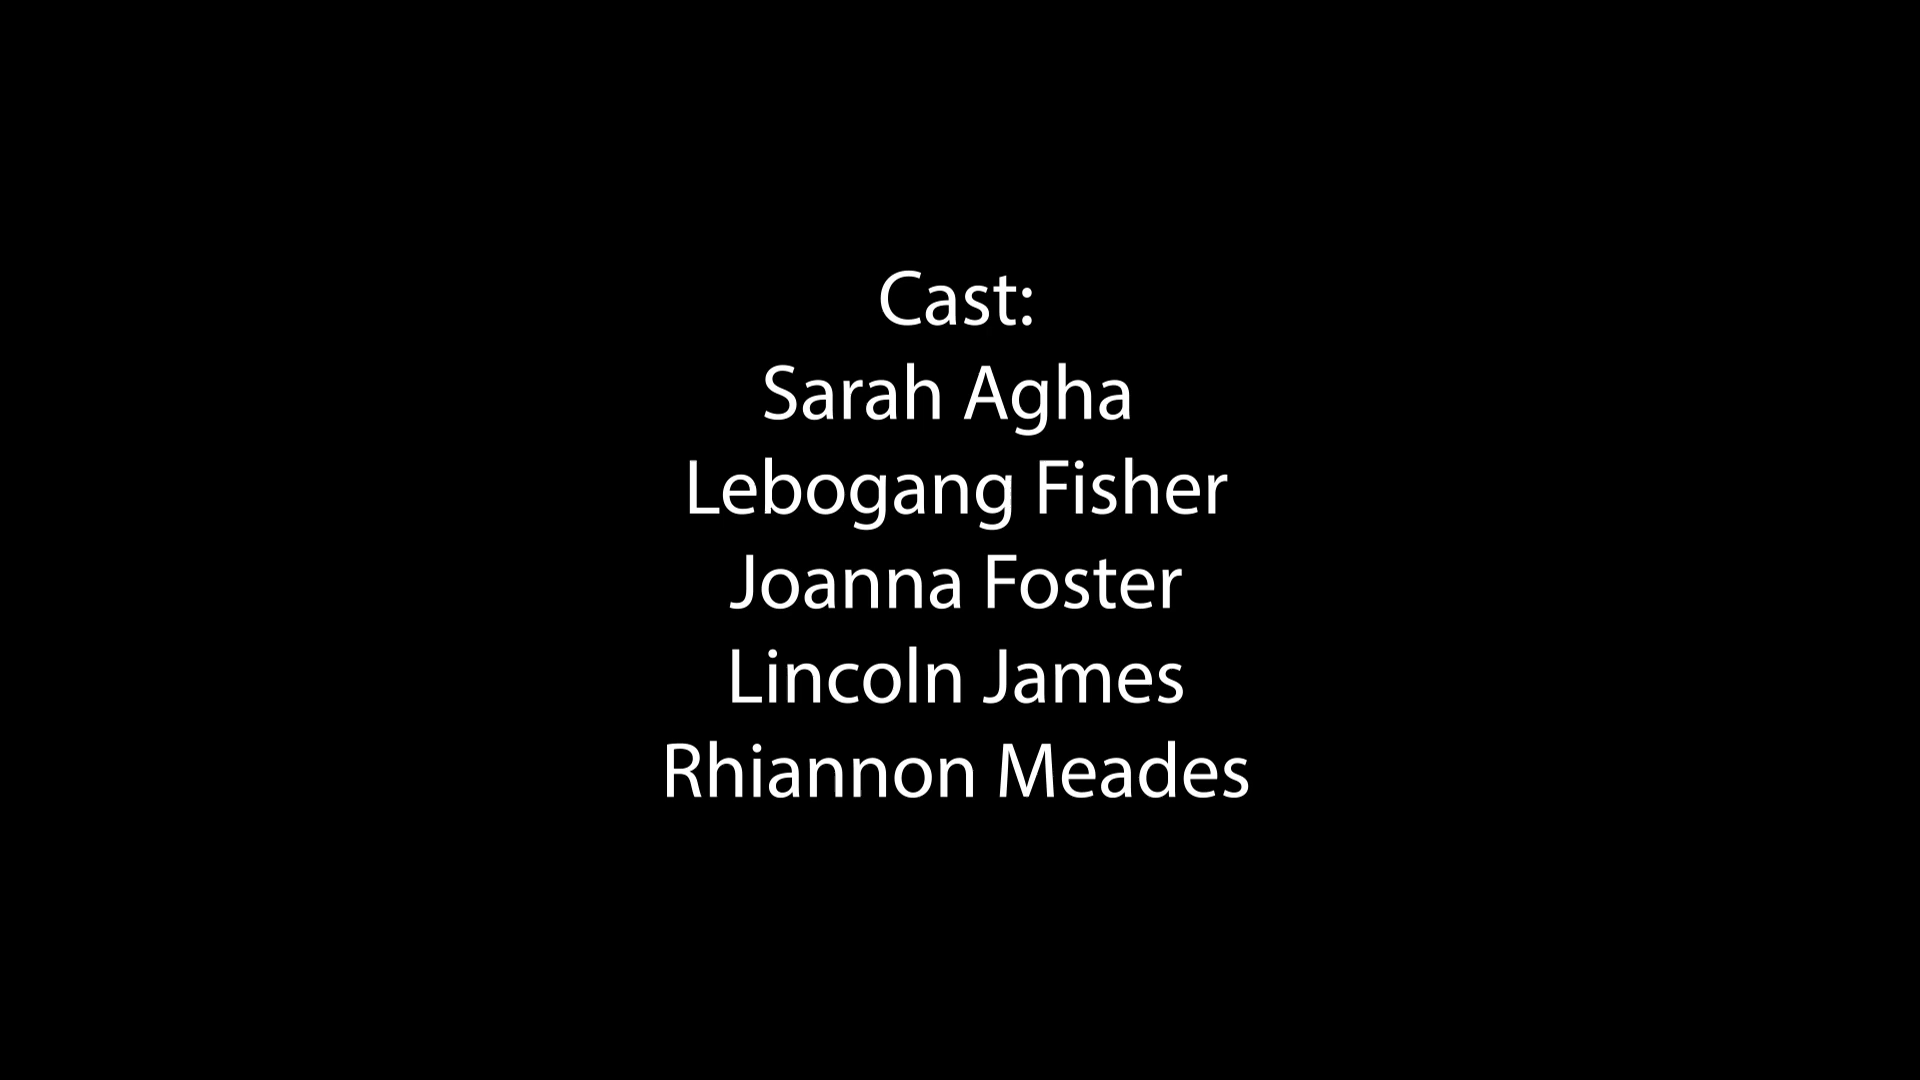 Cast:
Sarah Agha
Lebogang Fisher
Joanna Foster
Lincoln James
Rhiannon Meades